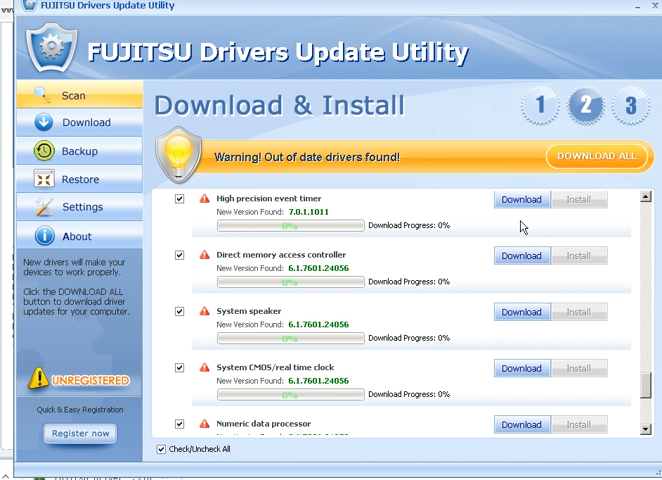 FUJITSU Drivers Update Utility
FUJITSU Drivers Update Utility
Scan
Download
Backup
Restore
Settings
About
New drivers will make your
devices to work properly.
Click the DOWNLOAD ALL
button to download driver
updates for your computer.
UNREGISTERED
Quick & Easy Registration
Register now
Download & Install
1 2 3
Warning! Out of date drivers found!
DOWNLOAD ALL
High precision event timer
Download Install
New Version Found: 7.0.1.1011
0% Download Progress: 0%
Direct memory access controller
Download Install
New Version Found: 6.1.7601.24056
0% Download Progress: 0%
System speaker
Download Install
New Version Found: 6.1.7601.24056
0% Download Progress: 0%
System CMOS/real time clock
Download Install
New Version Found: 6.1.7601.24056
0% Download Progress: 0%
Numeric data processor
Download Install
Check/Uncheck All